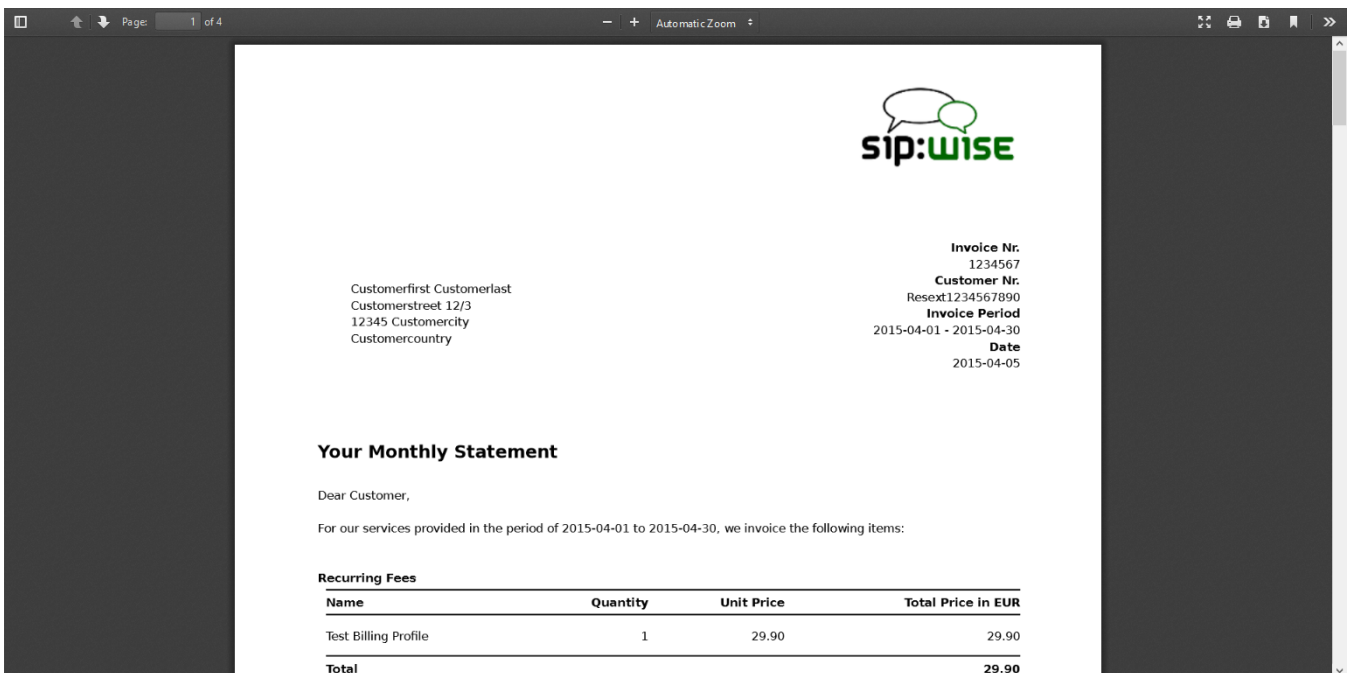 Page: 1 of 4
Automatic Zoom
sip:wise
Invoice Nr.
1234567
Customer Nr.
Resext1234567890
Invoice Period
2015-04-01 - 2015-04-30
Date
2015-04-05
Customerfirst Customerlast
Customerstreet 12/3
12345 Customercity
Customercountry
Your Monthly Statement
Dear Customer,
For our services provided in the period of 2015-04-01 to 2015-04-30, we invoice the following items:
Recurring Fees
Name Quantity Unit Price Total Price in EUR
Test Billing Profile 1 29.90 29.90
Total 29.90